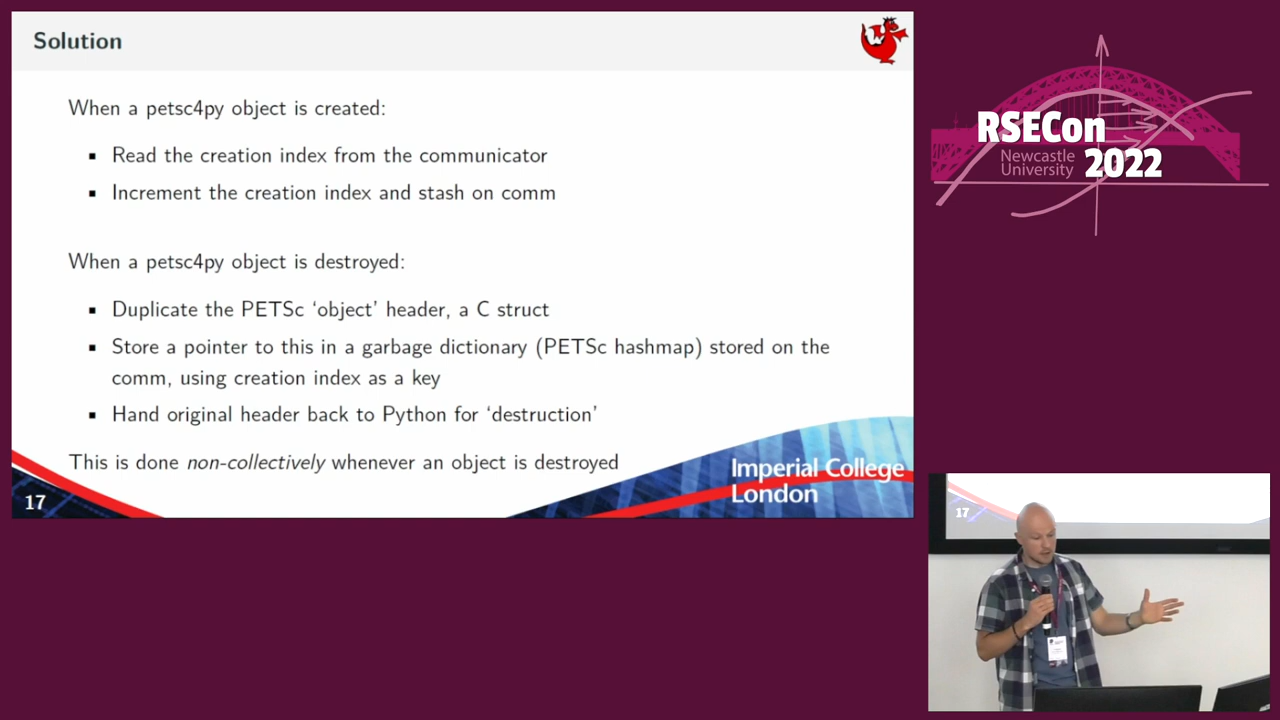 Solution
When a petsc4py object is created:
▪ Read the creation index from the communicator
▪ Increment the creation index and stash on comm
When a petsc4py object is destroyed:
▪ Duplicate the PETSc ‘object’ header, a C struct
▪ Store a pointer to this in a garbage dictionary (PETSc hashmap) stored on the
comm, using creation index as a key
▪ Hand original header back to Python for ‘destruction’
This is done non-collectively whenever an object is destroyed
Imperial College
London
17
RSECon
Newcastle
University
2022
17